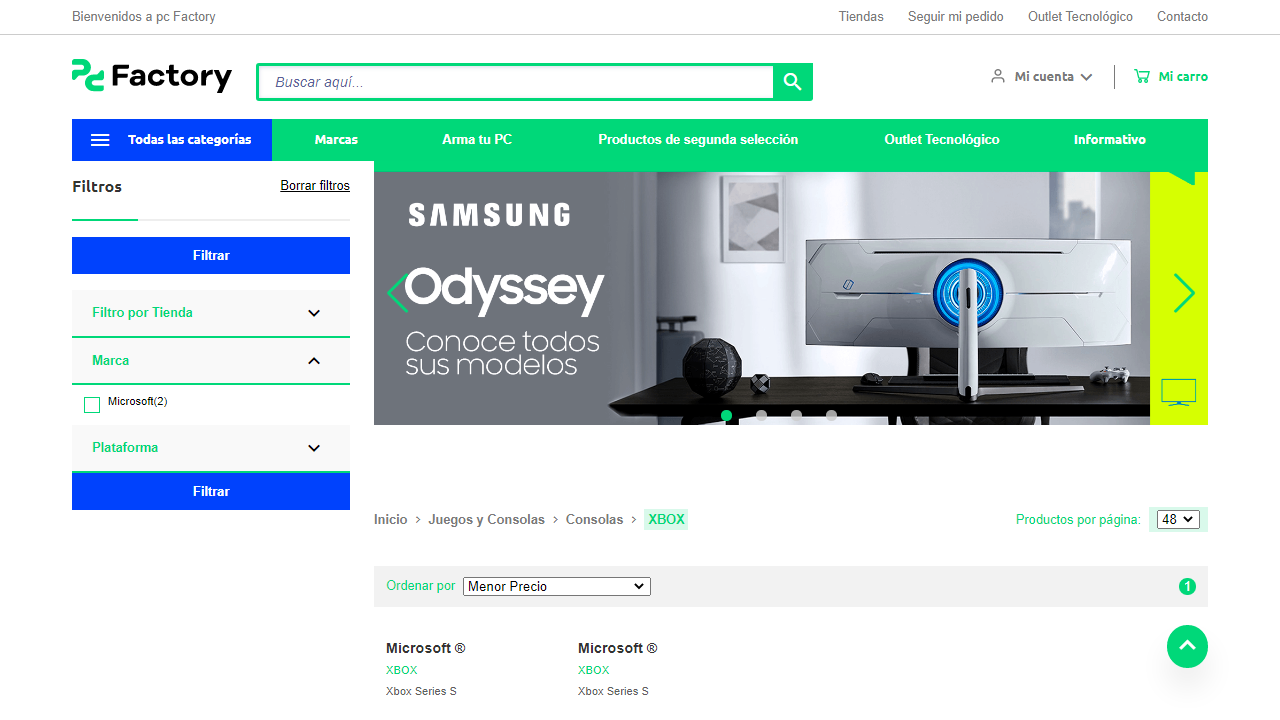 Bienvenidos a pc Factory
Tiendas
Seguir mi pedido
Outlet Tecnológico
Contacto
Factory
Buscar aquí...
Mi cuenta
Mi carro
Todas las categorías
Marcas
Arma tu PC
Productos de segunda selección
Outlet Tecnológico
Informativo
Filtros
Borrar filtros
Filtrar
Filtro por Tienda
Marca
Microsoft(2)
Plataforma
Filtrar
SAMSUNG
Odyssey
Conoce todos
sus modelos
Inicio > Juegos y Consolas > Consolas > XBOX
Productos por página: 48
Ordenar por Menor Precio
1
Microsoft ®
XBOX
Xbox Series S
Microsoft ®
XBOX
Xbox Series S